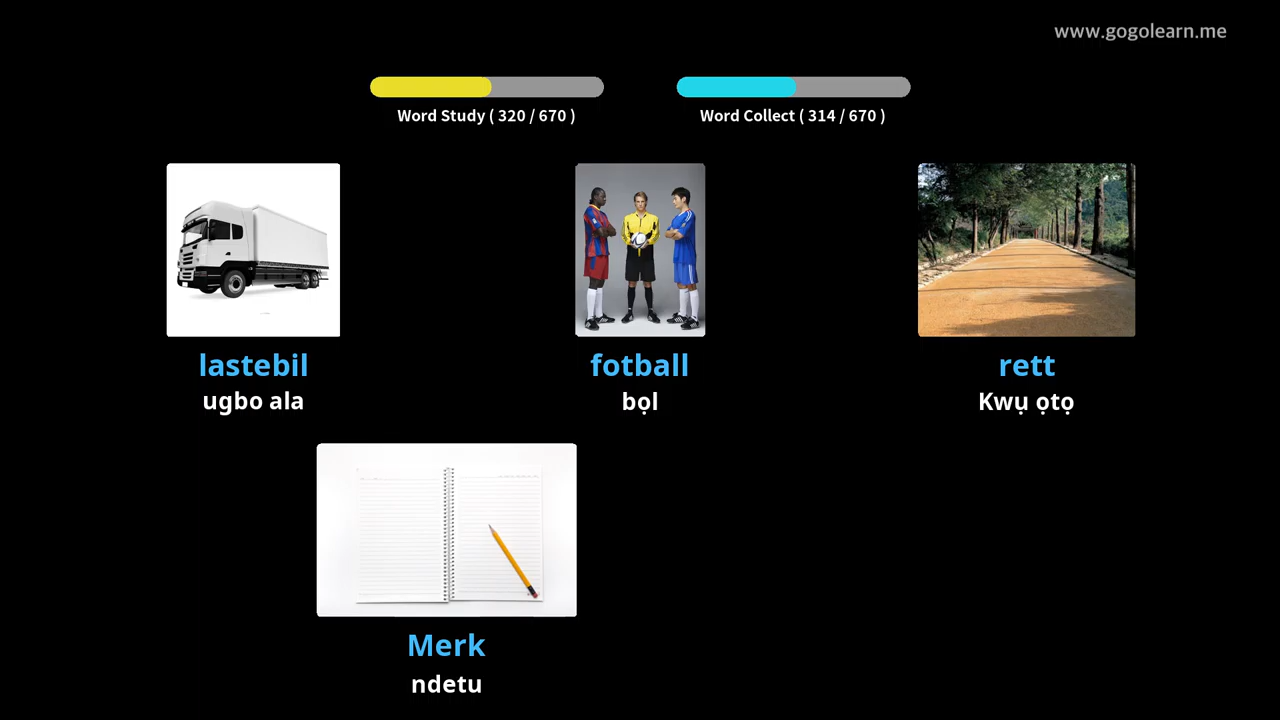 www.gogolearn.me
Word Study ( 320 / 670 )
Word Collect ( 314 / 670 )
lastebil
ugbo ala
fotball
bọl
rett
Kwụ ọtọ
Merk
ndetu